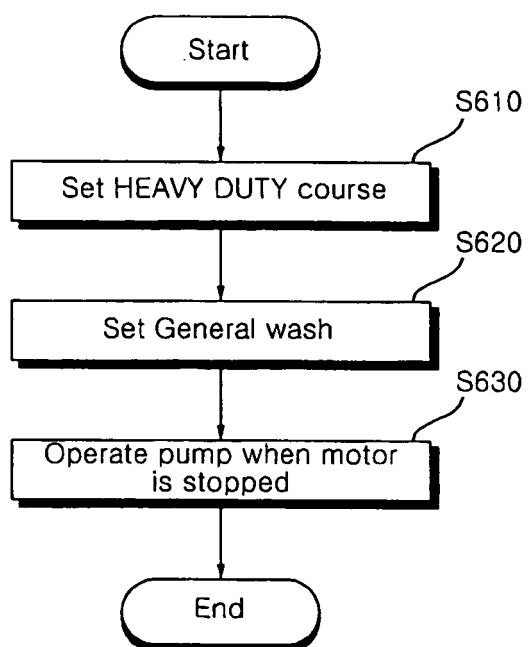 Start
S610
Set HEAVY DUTY course
S620
Set General wash
S630
Operate pump when motor
is stopped
End